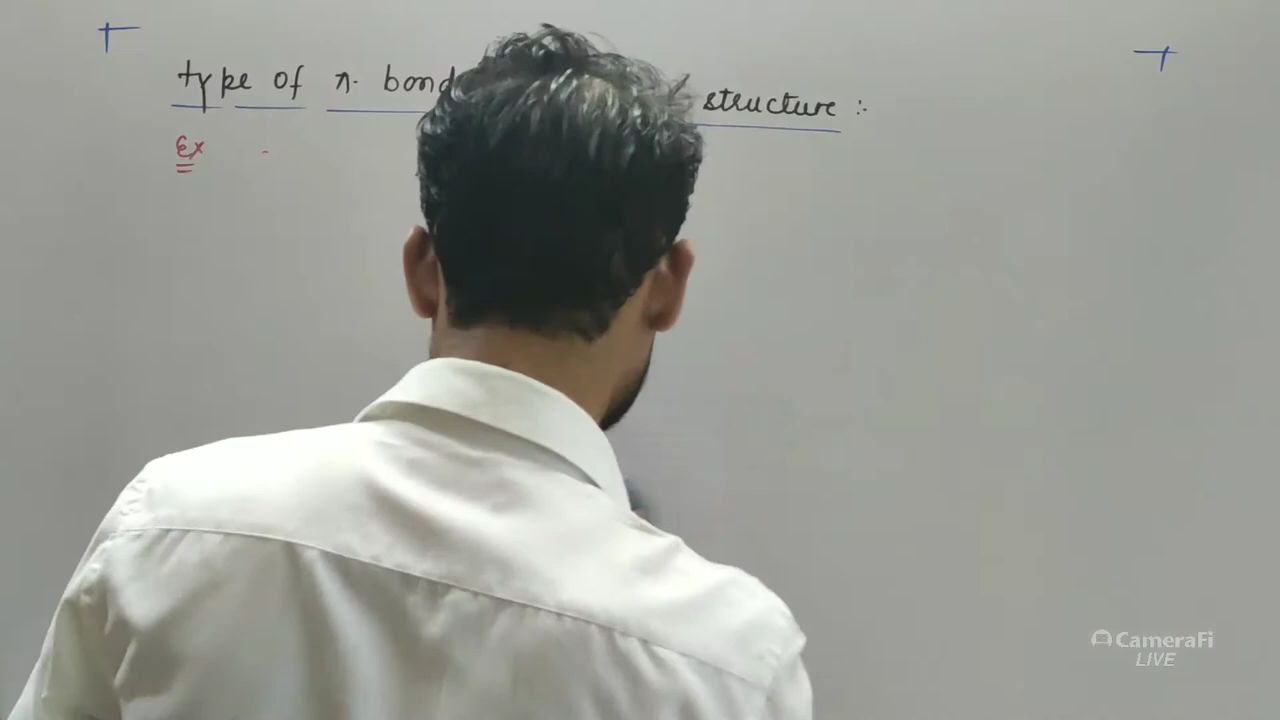 type of π bond structure :
Ex
CameraFi
LIVE